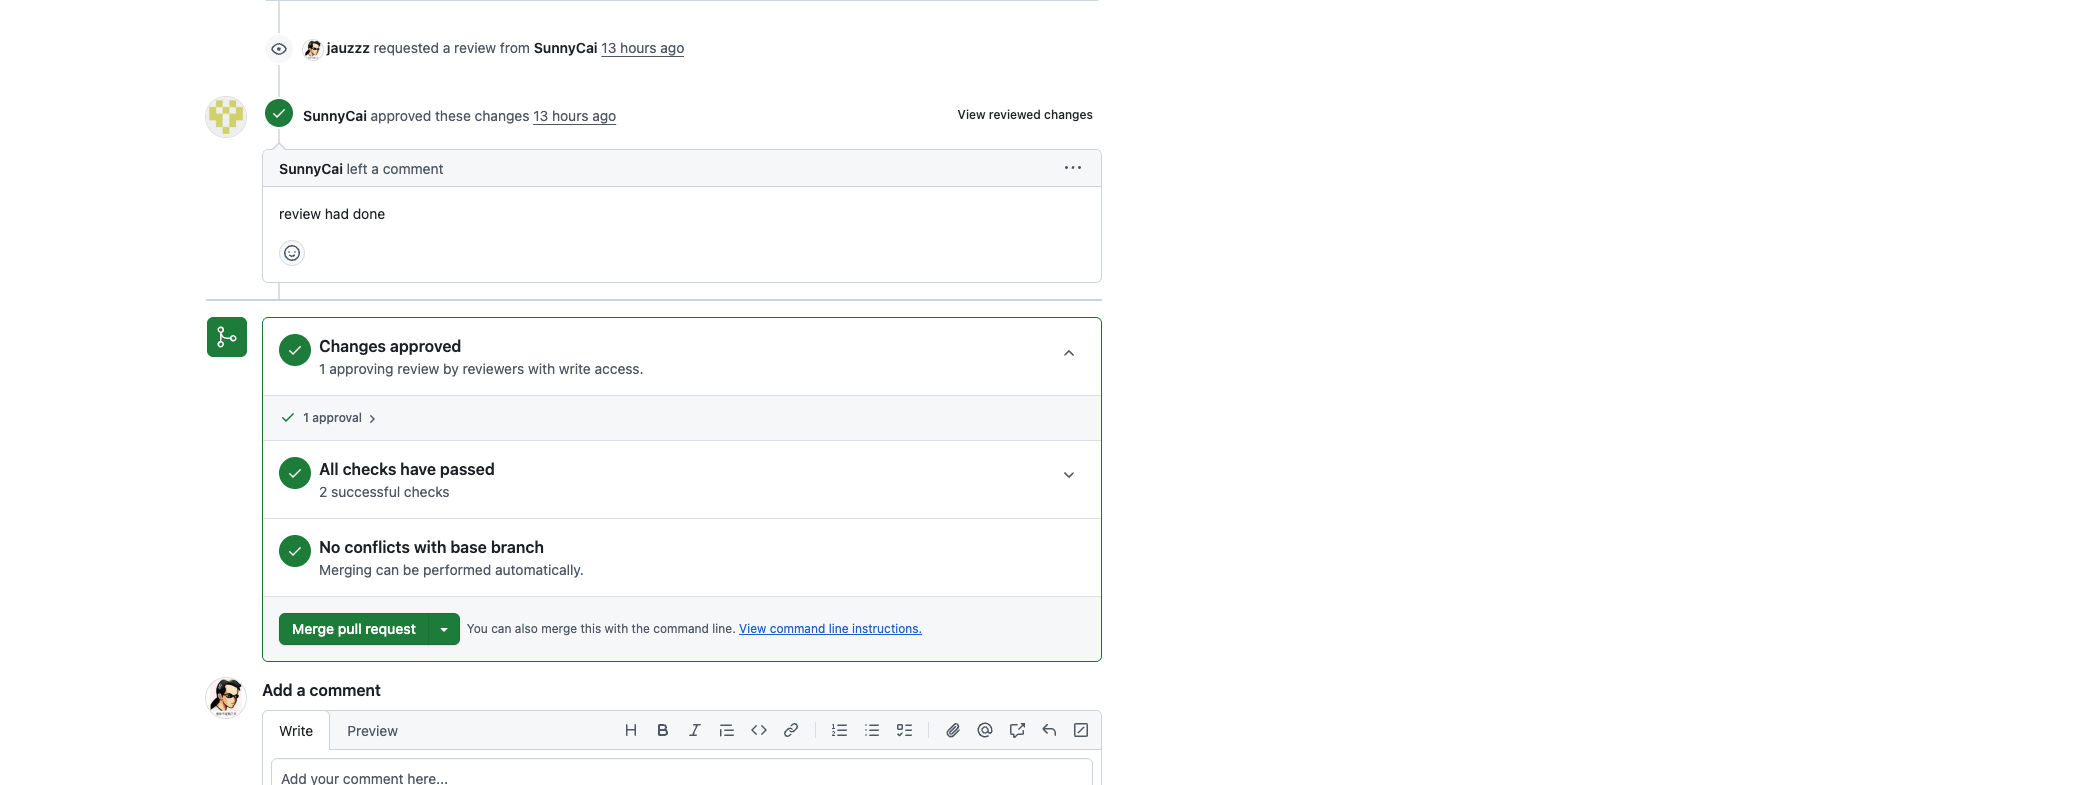 jauzzz requested a review from SunnyCai 13 hours ago
SunnyCai approved these changes 13 hours ago
View reviewed changes
SunnyCai left a comment
review had done
Changes approved
1 approving review by reviewers with write access.
1 approval
All checks have passed
2 successful checks
No conflicts with base branch
Merging can be performed automatically.
Merge pull request
You can also merge this with the command line. View command line instructions.
Add a comment
Write
Preview
Add your comment here...